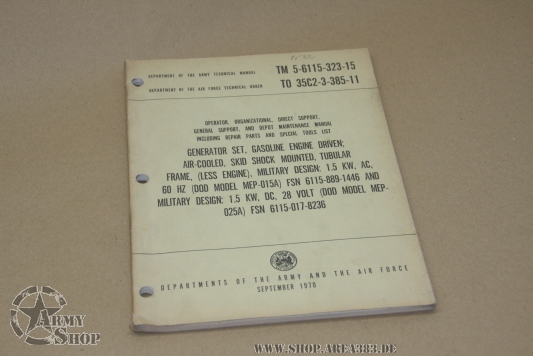 DEPARTMENT OF THE ARMY TECHNICAL MANUAL
TM 5-6115-323-15
DEPARTMENT OF THE AIR FORCE TECHNICAL ORDER
TO 35C2-3-385-11
OPERATOR, ORGANIZATIONAL, DIRECT SUPPORT,
GENERAL SUPPORT, AND DEPOT MAINTENANCE MANUAL
INCLUDING REPAIR PARTS AND SPECIAL TOOLS LIST
GENERATOR SET, GASOLINE ENGINE DRIVEN;
AIR-COOLED, SKID SHOCK MOUNTED, TUBULAR
FRAME, (LESS ENGINE), MILITARY DESIGN: 1.5 KW, AC,
60 HZ (DOD MODEL MEP-015A) FSN 6115-889-1446 AND
MILITARY DESIGN: 1.5 KW, DC, 28 VOLT (DOD MODEL MEP-
025A) FSN 6115-017-8236
DEPARTMENTS OF THE ARMY AND THE AIR FORCE
SEPTEMBER 1970
ARMY
SHOP
WWW.SHOP.AREA383.DE